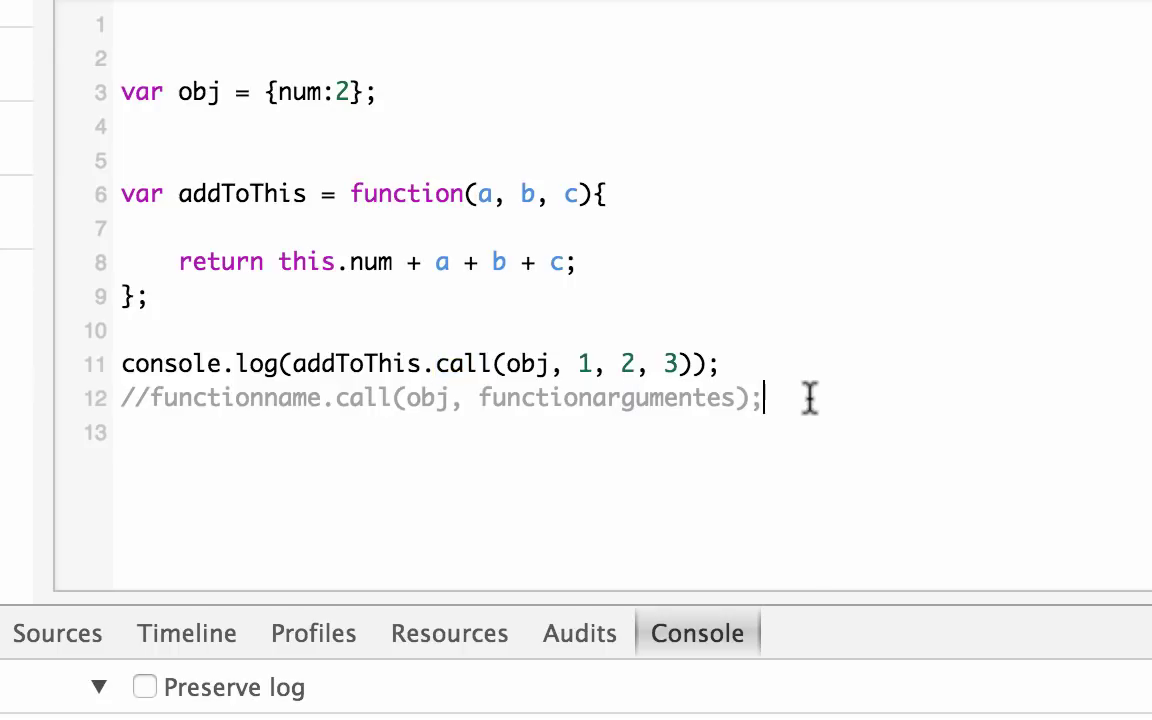 1
2
3 var obj = {num:2};
4
5
6 var addToThis = function(a, b, c){
7
8 return this.num + a + b + c;
9 };
10
11 console.log(addToThis.call(obj, 1, 2, 3));
12 //functionname.call(obj, functionargumentes);
13
Sources Timeline Profiles Resources Audits Console
▼ Preserve log